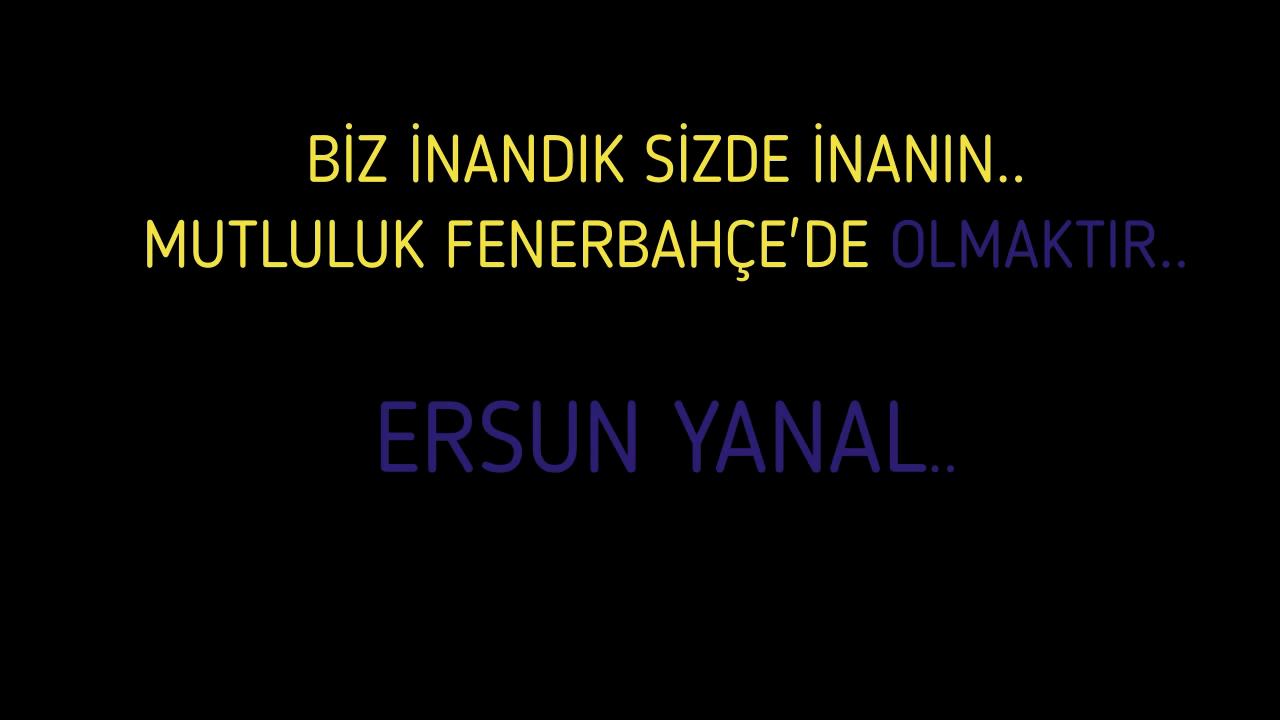 BİZ İNANDIK SİZDE İNANIN..
MUTLULUK FENERBAHÇE'DE OLMAKTIR..
ERSUN YANAL..